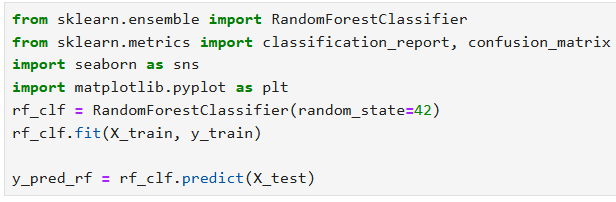 from sklearn.ensemble import RandomForestClassifier
from sklearn.metrics import classification_report, confusion_matrix
import seaborn as sns
import matplotlib.pyplot as plt
rf_clf = RandomForestClassifier(random_state=42)
rf_clf.fit(X_train, y_train)

y_pred_rf = rf_clf.predict(X_test)